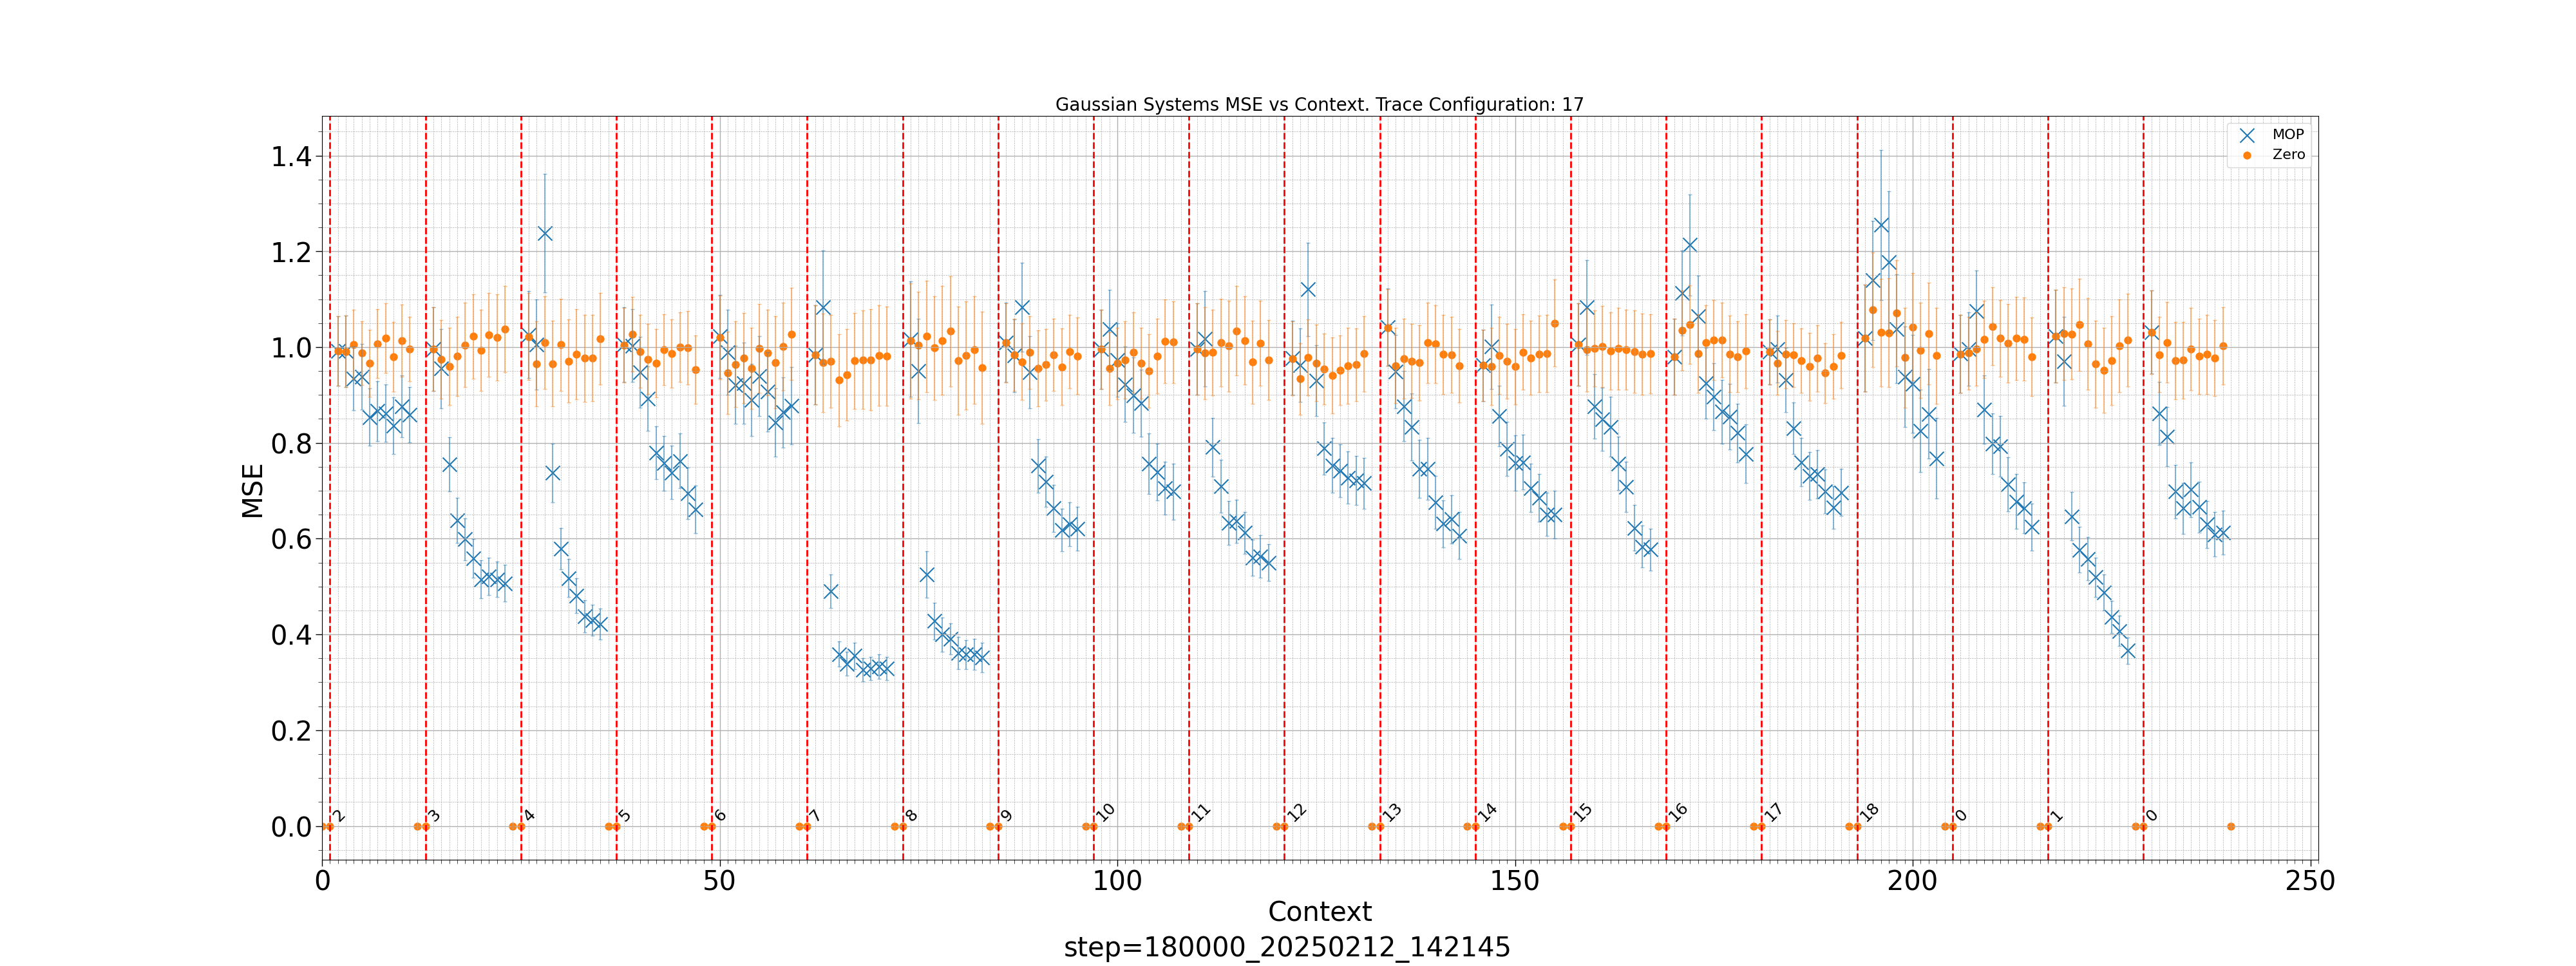 Gaussian Systems MSE vs Context. Trace Configuration: 17
MOP
Zero
1.4
1.2
1.0
0.8
0.6
0.4
0.2
0.0
MSE
2 3 4 5 6 7 8 9 10 11 12 13 14 15 16 17 18 0 1 0
0 50 100 150 200 250
Context
step=180000_20250212_142145